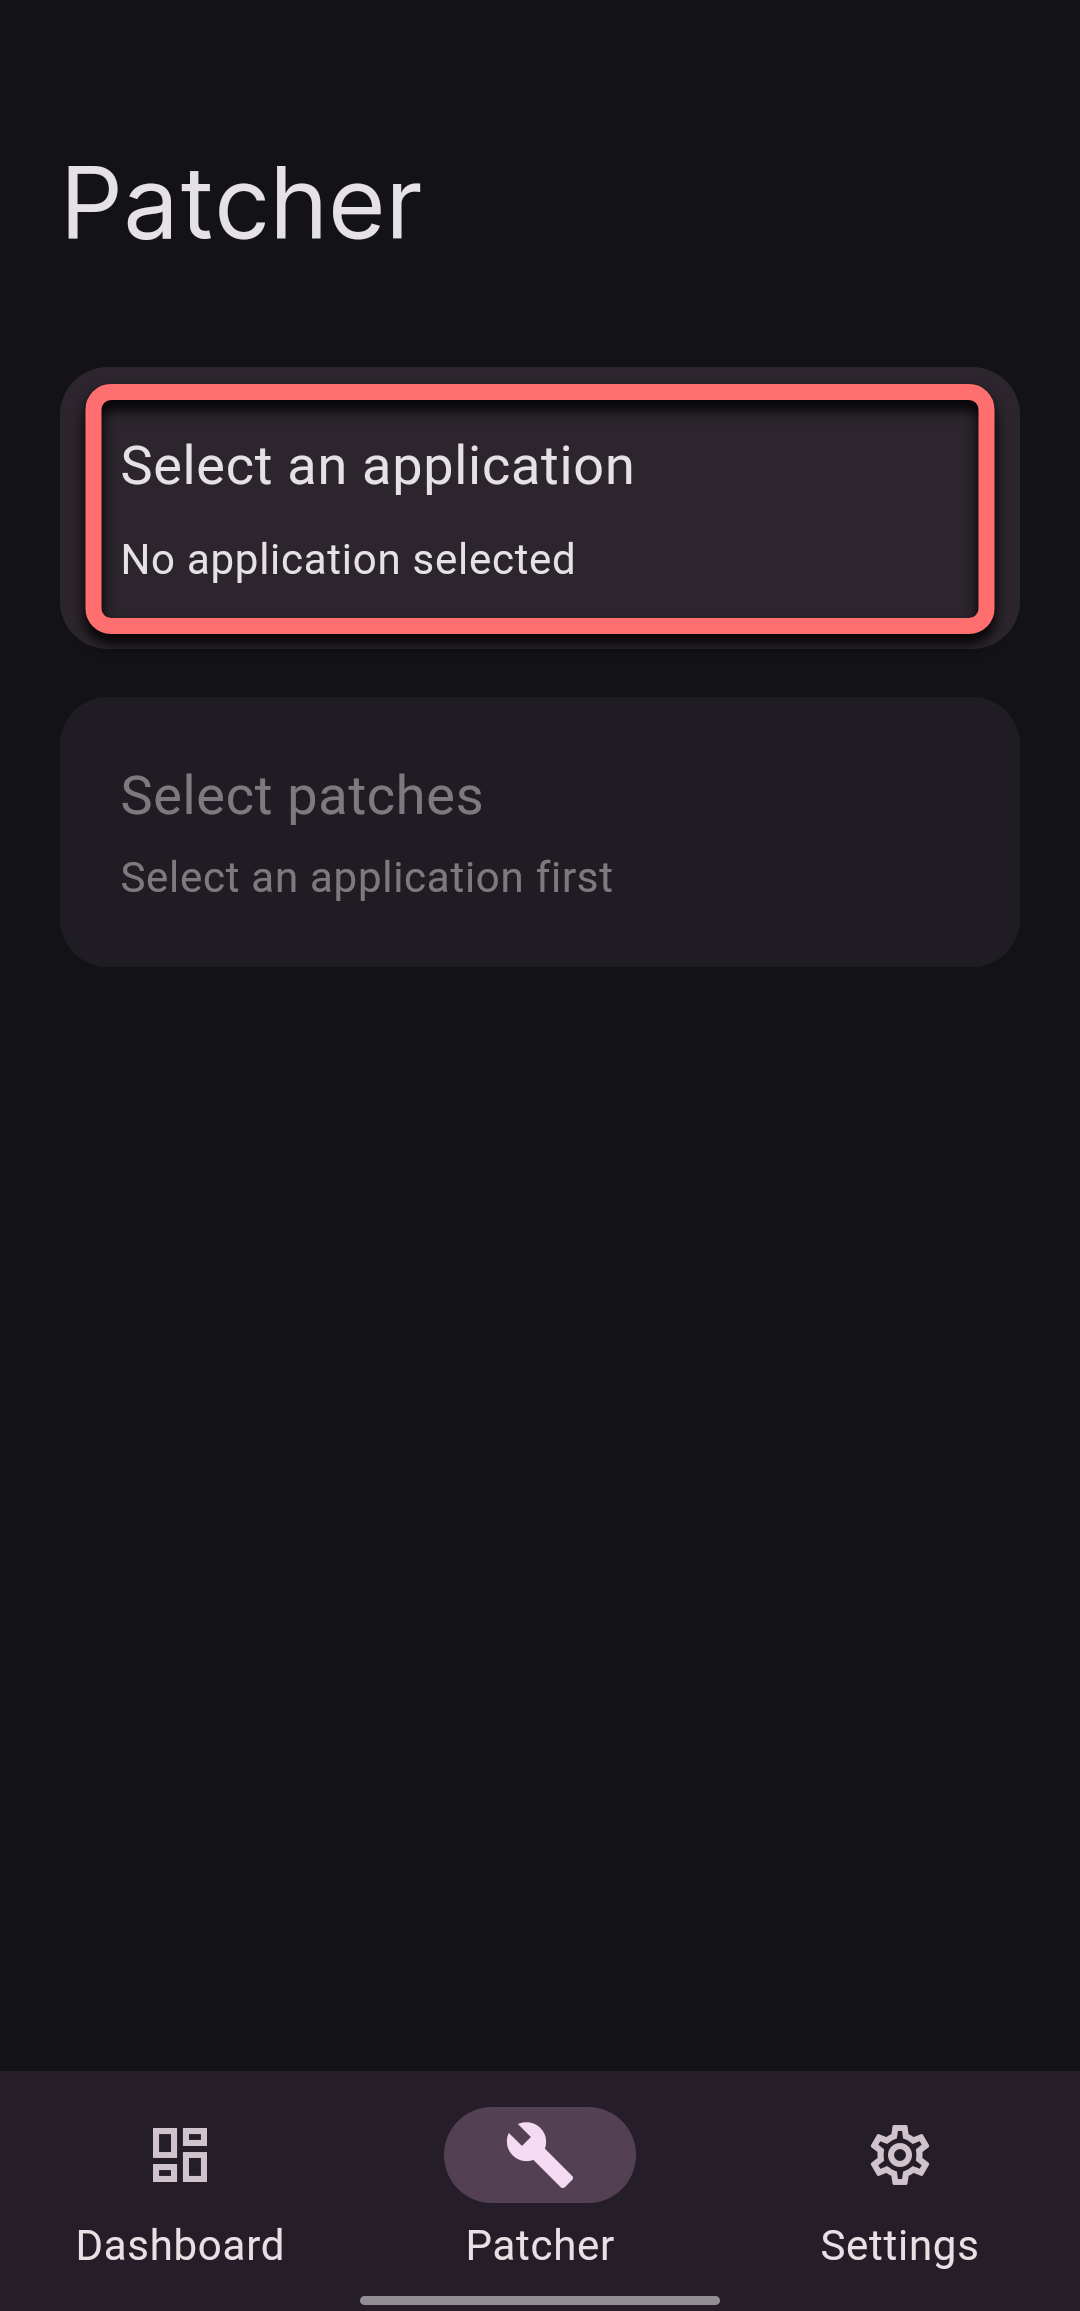 Patcher
Select an application
No application selected
Select patches
Select an application first
Dashboard
Patcher
Settings